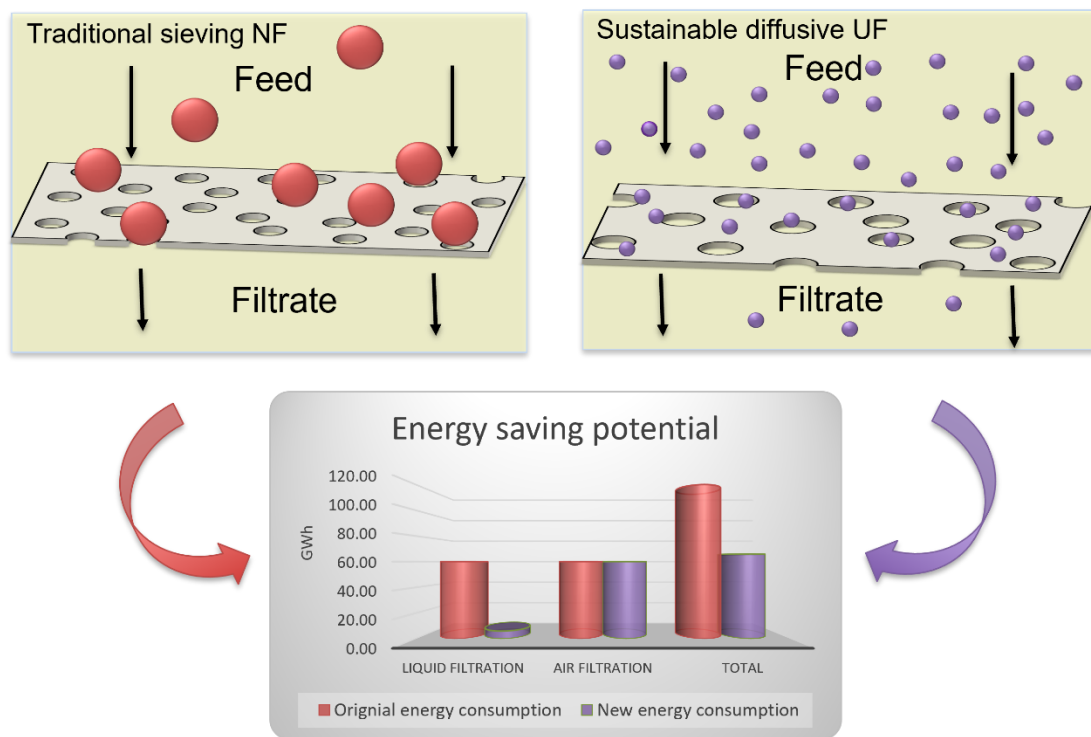 Traditional sieving NF
Feed
Filtrate
Sustainable diffusive UF
Feed
Filtrate
Energy saving potential
120.00
100.00
80.00
60.00
40.00
20.00
0.00
GWh
LIQUID FILTRATION
AIR FILTRATION
TOTAL
Orignial energy consumption
New energy consumption